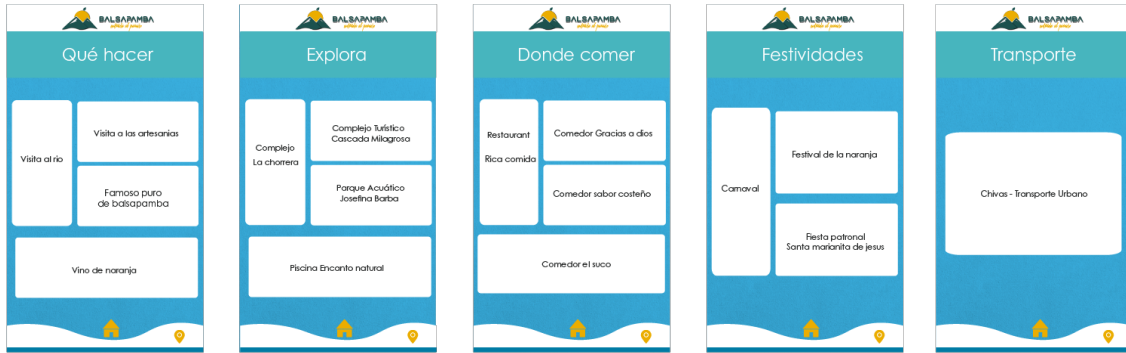 BALSAPAMBA
Qué hacer
Visita al río
Visita a las artesanias
Famoso puro
de balsapamba
Vino de naranja
BALSAPAMBA
Explora
Complejo
La chorrera
Complejo Turístico
Cascada Milagrosa
Parque Acuático
Josefina Barba
Piscina Encanto natural
BALSAPAMBA
Donde comer
Restaurant
Rica comida
Comedor Gracias a dios
Comedor sabor costeño
Comedor el suco
BALSAPAMBA
Festividades
Carnaval
Festival de la naranja
Fiesta patronal
Santa marianita de jesus
BALSAPAMBA
Transporte
Chivas - Transporte Urbano